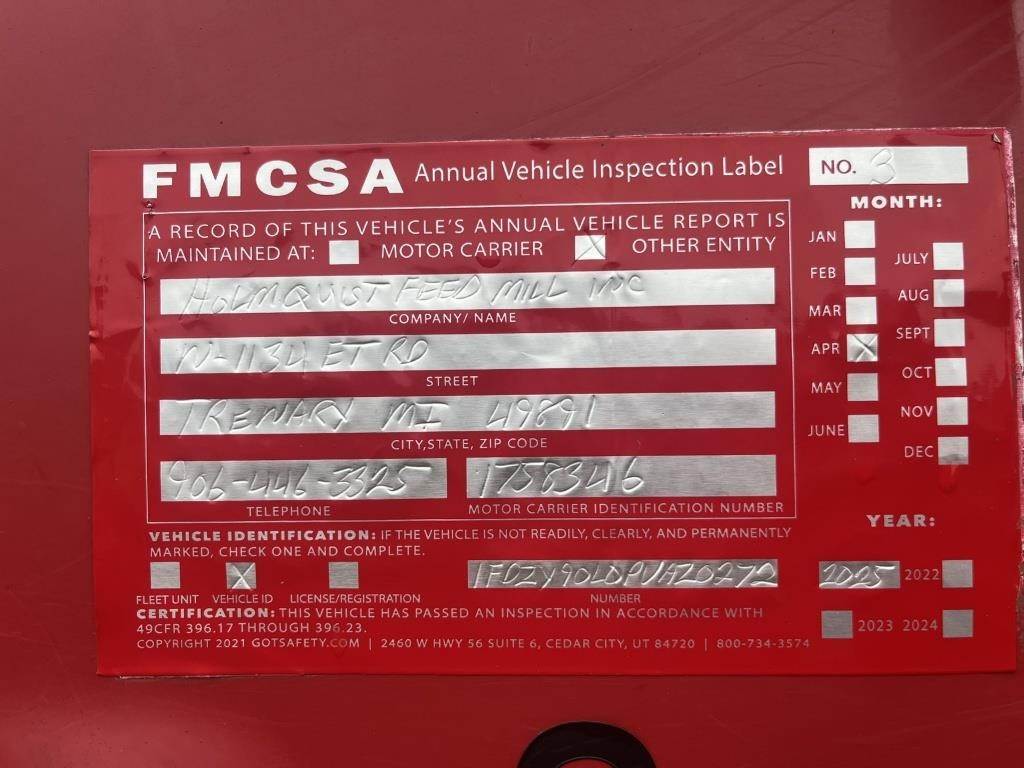 FMCSA Annual Vehicle Inspection Label
NO. 3
A RECORD OF THIS VEHICLE'S ANNUAL VEHICLE REPORT IS
MAINTAINED AT: MOTOR CARRIER X OTHER ENTITY
HOLMQUIST FEED MILL INC
COMPANY/ NAME
N-1134 ET RD
STREET
TRENARY MI 49891
CITY,STATE, ZIP CODE
906-446-3325 17583416
TELEPHONE MOTOR CARRIER IDENTIFICATION NUMBER
VEHICLE IDENTIFICATION: IF THE VEHICLE IS NOT READILY, CLEARLY, AND PERMANENTLY
MARKED, CHECK ONE AND COMPLETE.
X 1FDZY90LDPVAZ0272
FLEET UNIT VEHICLE ID LICENSE/REGISTRATION NUMBER
CERTIFICATION: THIS VEHICLE HAS PASSED AN INSPECTION IN ACCORDANCE WITH
49CFR 396.17 THROUGH 396.23.
COPYRIGHT 2021 GOTSAFETY.COM | 2460 W HWY 56 SUITE 6, CEDAR CITY, UT 84720 | 800-734-3574
MONTH:
JAN
FEB
MAR
APR X
MAY
JUNE
JULY
AUG
SEPT
OCT
NOV
DEC
YEAR:
2025 2022
2023 2024